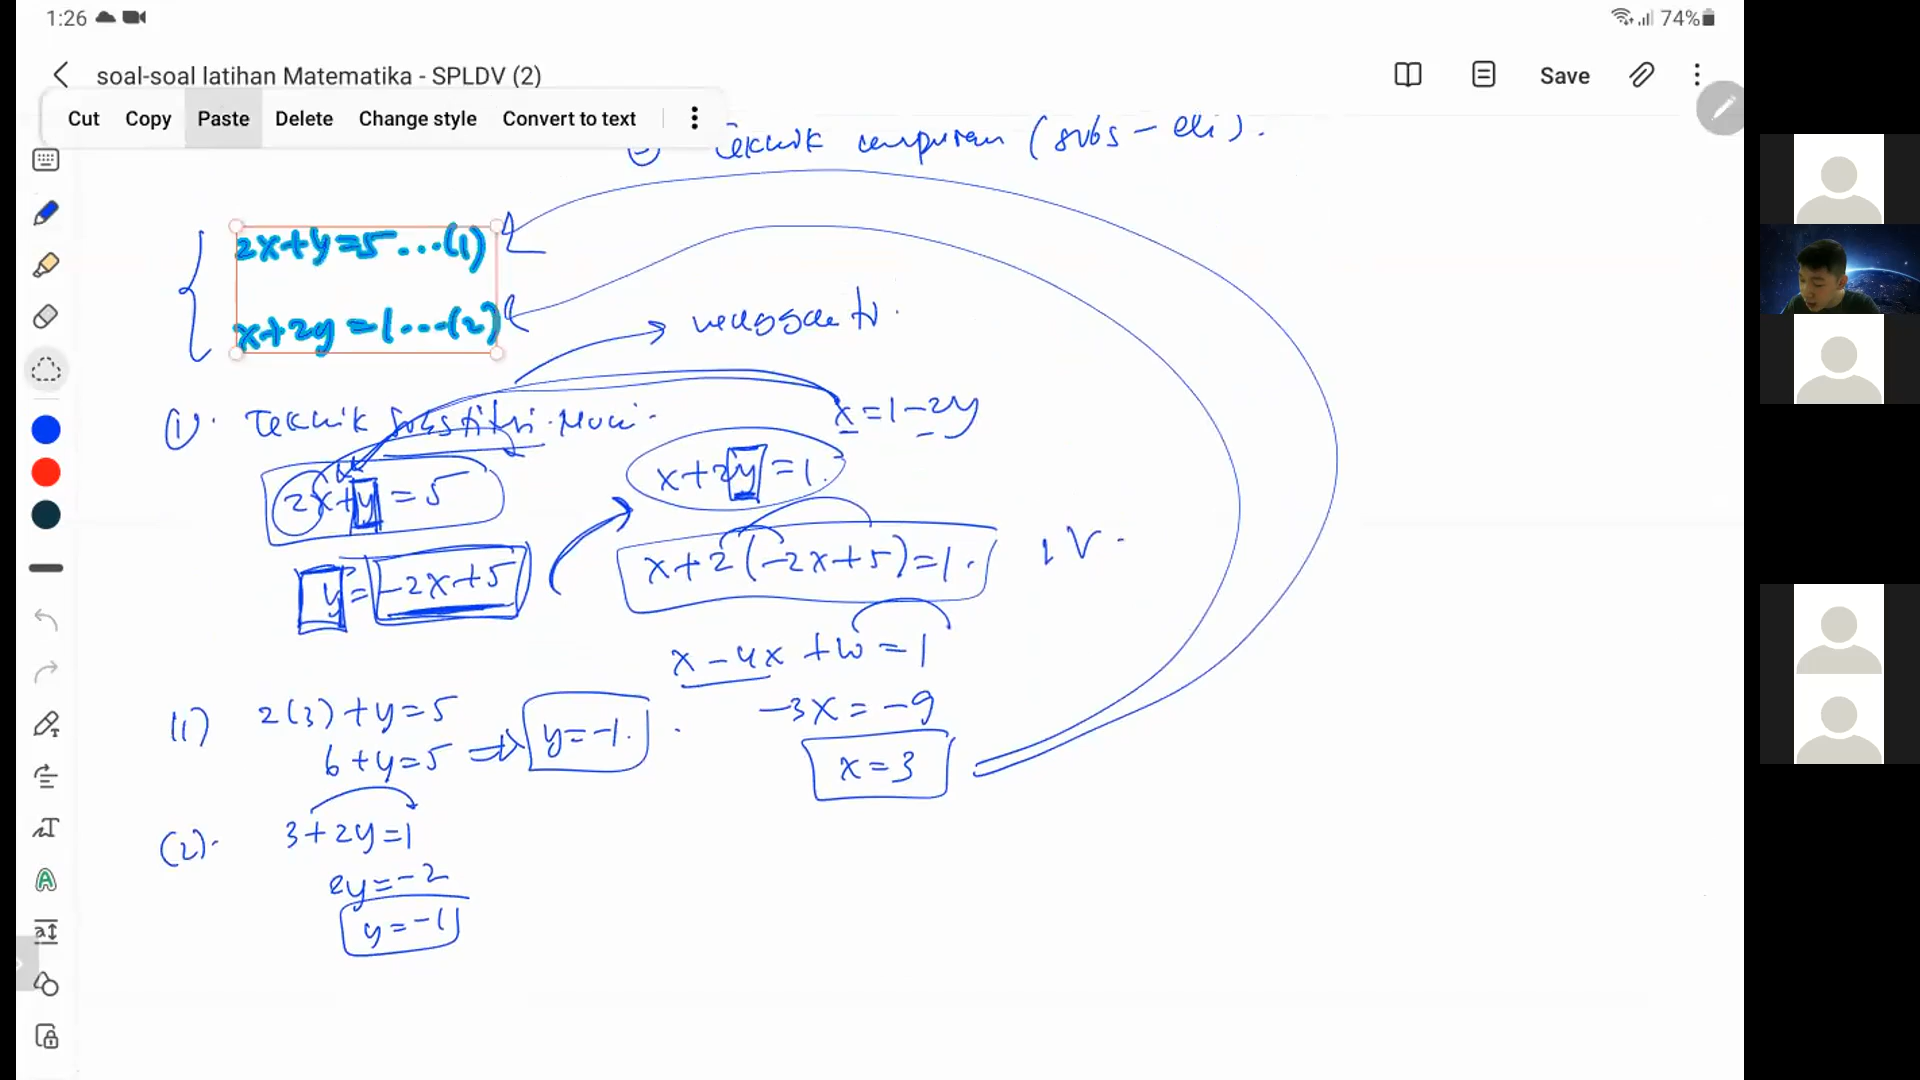 1:26
74%
soal-soal latihan Matematika - SPLDV (2)
Save
Cut Copy Paste Delete Change style Convert to text
Teknik campuran (subs - eli).
2x+y=5 ...(1)
x+2y=1 ...(2)
(1). Teknik Substitusi Murni.
x=1-2y
2x+y=5
x+2y=1.
y=-2x+5
x+2(-2x+5)=1.
1 V.
x-4x+10=1
-3x=-9
x=3
(1) 2(3)+y=5
6+y=5 => y=-1.
(2). 3+2y=1
2y=-2
y=-1